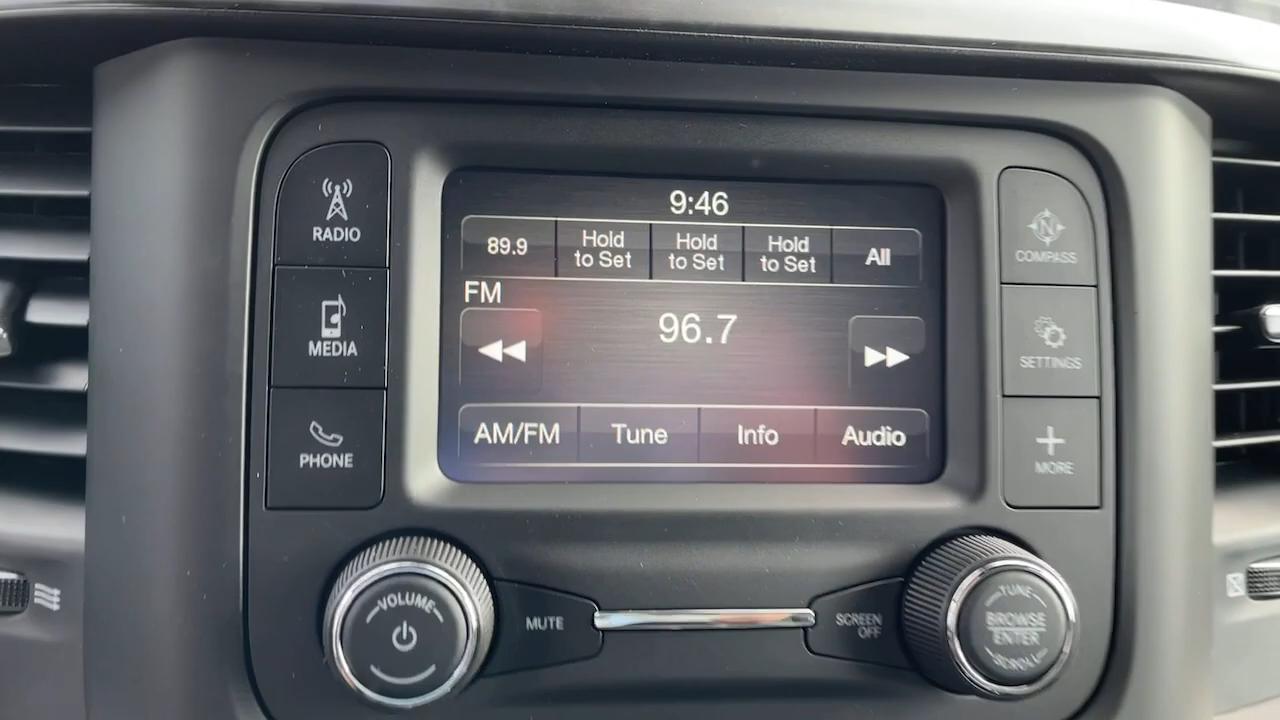 9:46
89.9
Hold
to Set
Hold
to Set
Hold
to Set
All
FM
96.7
AM/FM
Tune
Info
Audio
RADIO
MEDIA
PHONE
N
COMPASS
SETTINGS
MORE
VOLUME
MUTE
SCREEN
OFF
TUNE
BROWSE
ENTER
SCROLL